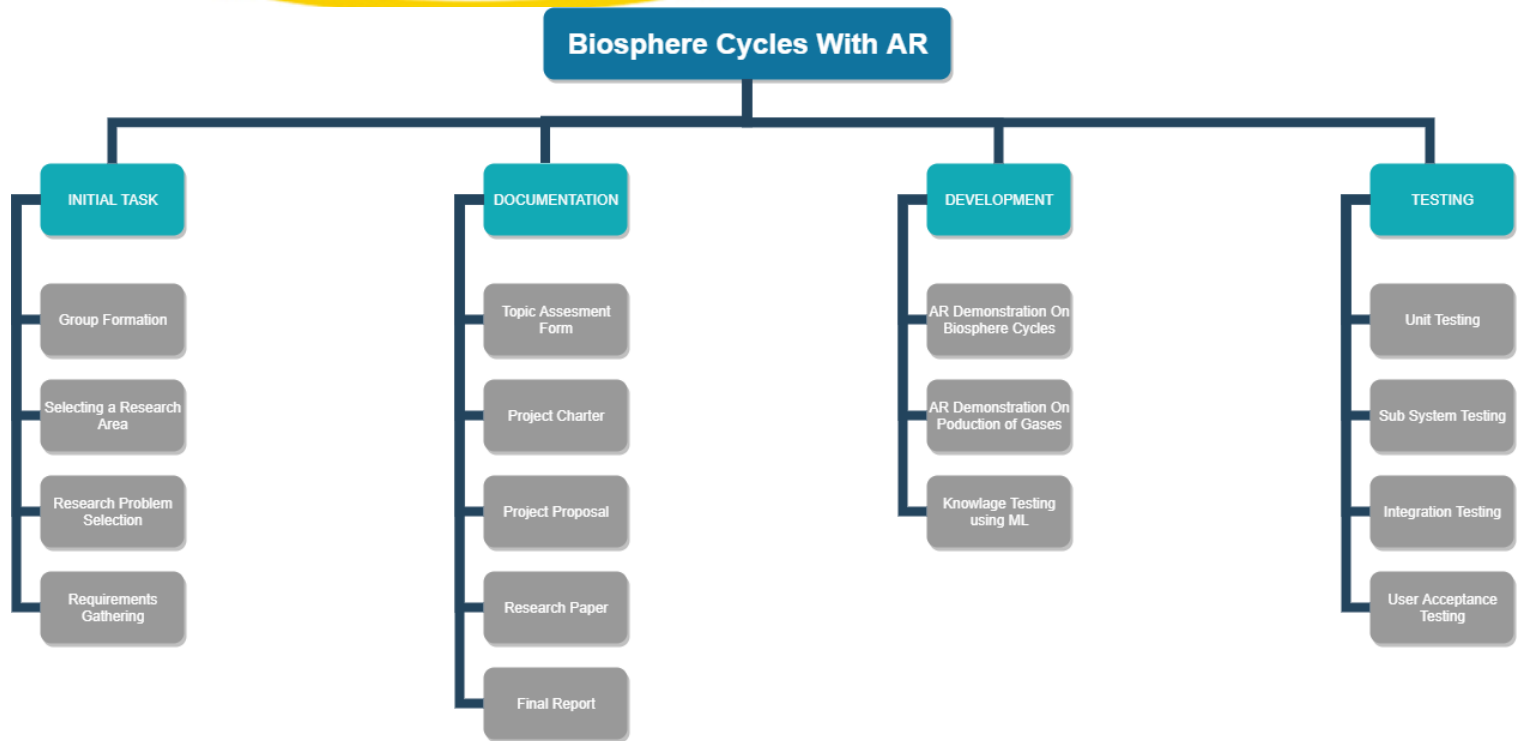 Biosphere Cycles With AR
INITIAL TASK
Group Formation
Selecting a Research
Area
Research Problem
Selection
Requirements
Gathering
DOCUMENTATION
Topic Assesment
Form
Project Charter
Project Proposal
Research Paper
Final Report
DEVELOPMENT
AR Demonstration On
Biosphere Cycles
AR Demonstration On
Poduction of Gases
Knowlage Testing
using ML
TESTING
Unit Testing
Sub System Testing
Integration Testing
User Acceptance
Testing